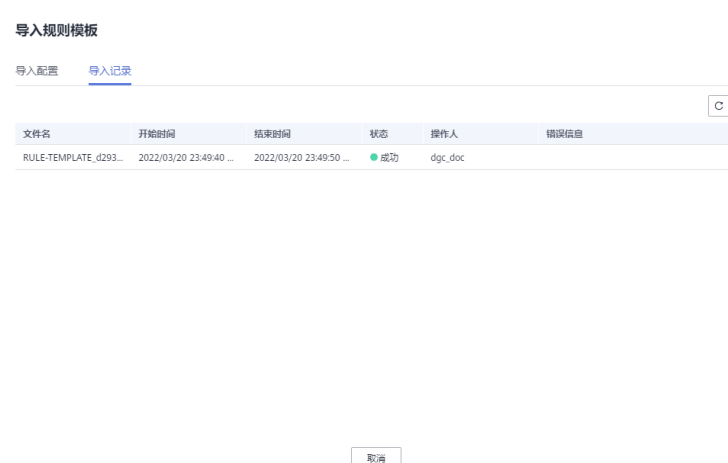 导入规则模板
导入配置 导入记录
文件名 开始时间 结束时间 状态 操作人 错误信息
RULE-TEMPLATE_d293... 2022/03/20 23:49:40 ... 2022/03/20 23:49:50 ... 成功 dgc_doc
取消